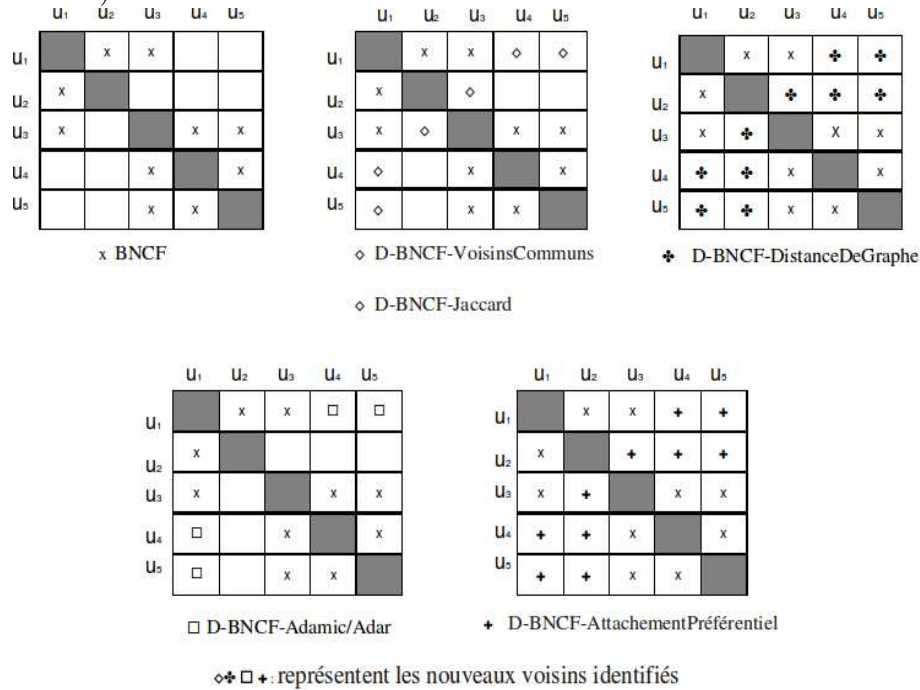 )
u₁ u₂ u₃ u₄ u₅
u₁ x x
u₂ x
u₃ x x x
u₄ x x
u₅ x x
x BNCF
u₁ u₂ u₃ u₄ u₅
u₁ x x ◇ ◇
u₂ x ◇
u₃ x ◇ x x
u₄ ◇ x x
u₅ ◇ x x
◇ D-BNCF-VoisinsCommuns
◇ D-BNCF-Jaccard
u₁ u₂ u₃ u₄ u₅
u₁ x x ✤ ✤
u₂ x ✤ ✤ ✤
u₃ x ✤ X x
u₄ ✤ ✤ x x
u₅ ✤ ✤ x x
✤ D-BNCF-DistanceDeGraphe
u₁ u₂ u₃ u₄ u₅
u₁ x x □ □
u₂ x
u₃ x x x
u₄ □ x x
u₅ □ x x
□ D-BNCF-Adamic/Adar
u₁ u₂ u₃ u₄ u₅
u₁ x x + +
u₂ x + + +
u₃ x + x x
u₄ + + x x
u₅ + + x x
+ D-BNCF-AttachementPréférentiel
◇✤□+: représentent les nouveaux voisins identifiés